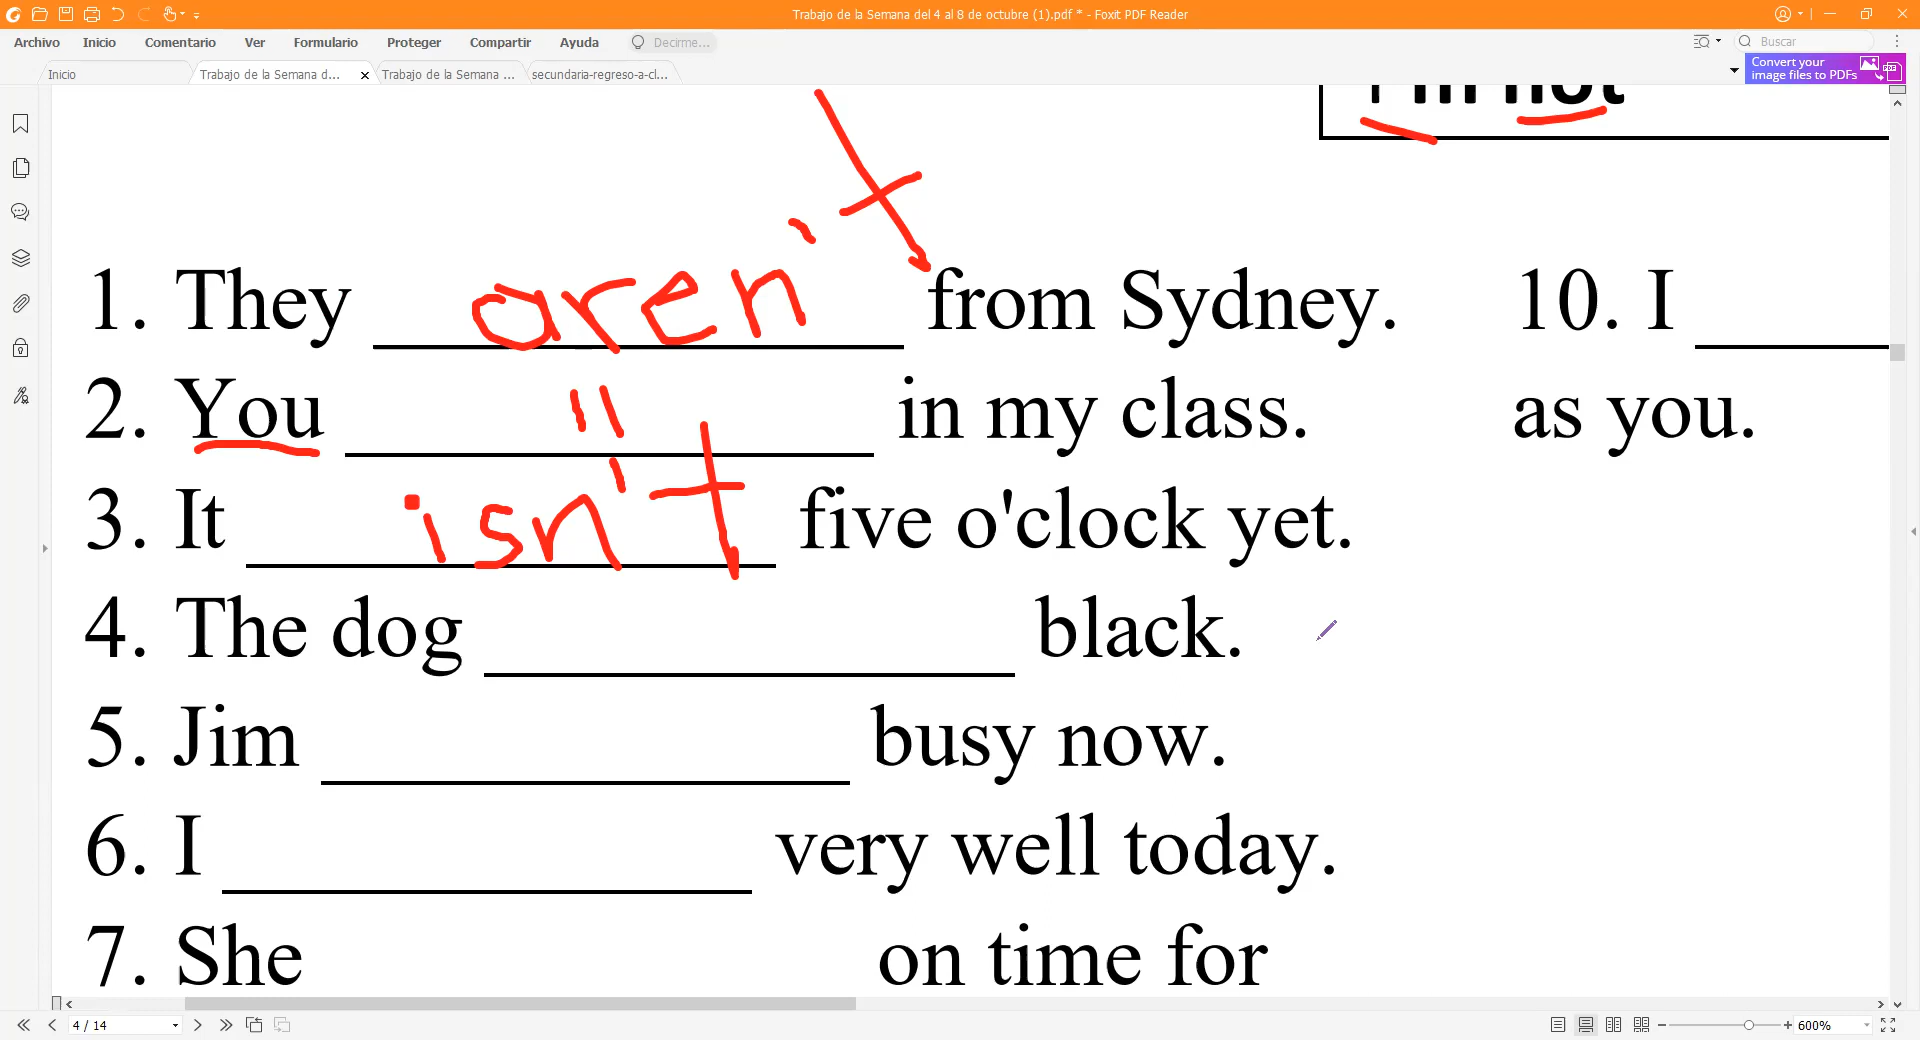 Trabajo de la Semana del 4 al 8 de octubre (1).pdf * - Foxit PDF Reader
Archivo Inicio Comentario Ver Formulario Proteger Compartir Ayuda Decirme... Buscar
Inicio Trabajo de la Semana d... Trabajo de la Semana ... secundaria-regreso-a-cl...
Convert your
image files to PDFs
I'm not
1. They aren't from Sydney.
2. You " in my class.
3. It isn't five o'clock yet.
4. The dog black.
5. Jim busy now.
6. I very well today.
7. She on time for
10. I
as you.
4 / 14 600%